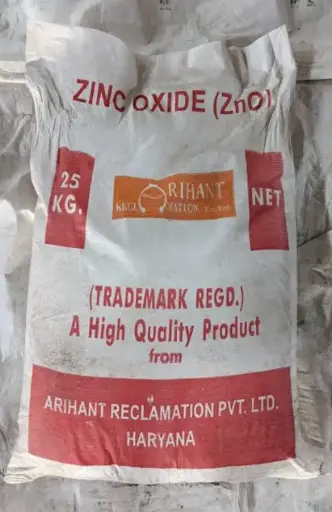 ZINC OXIDE (ZnO)
25
KG.
ARIHANT
NET
(TRADEMARK REGD.)
A High Quality Product
from
ARIHANT RECLAMATION PVT. LTD.
HARYANA